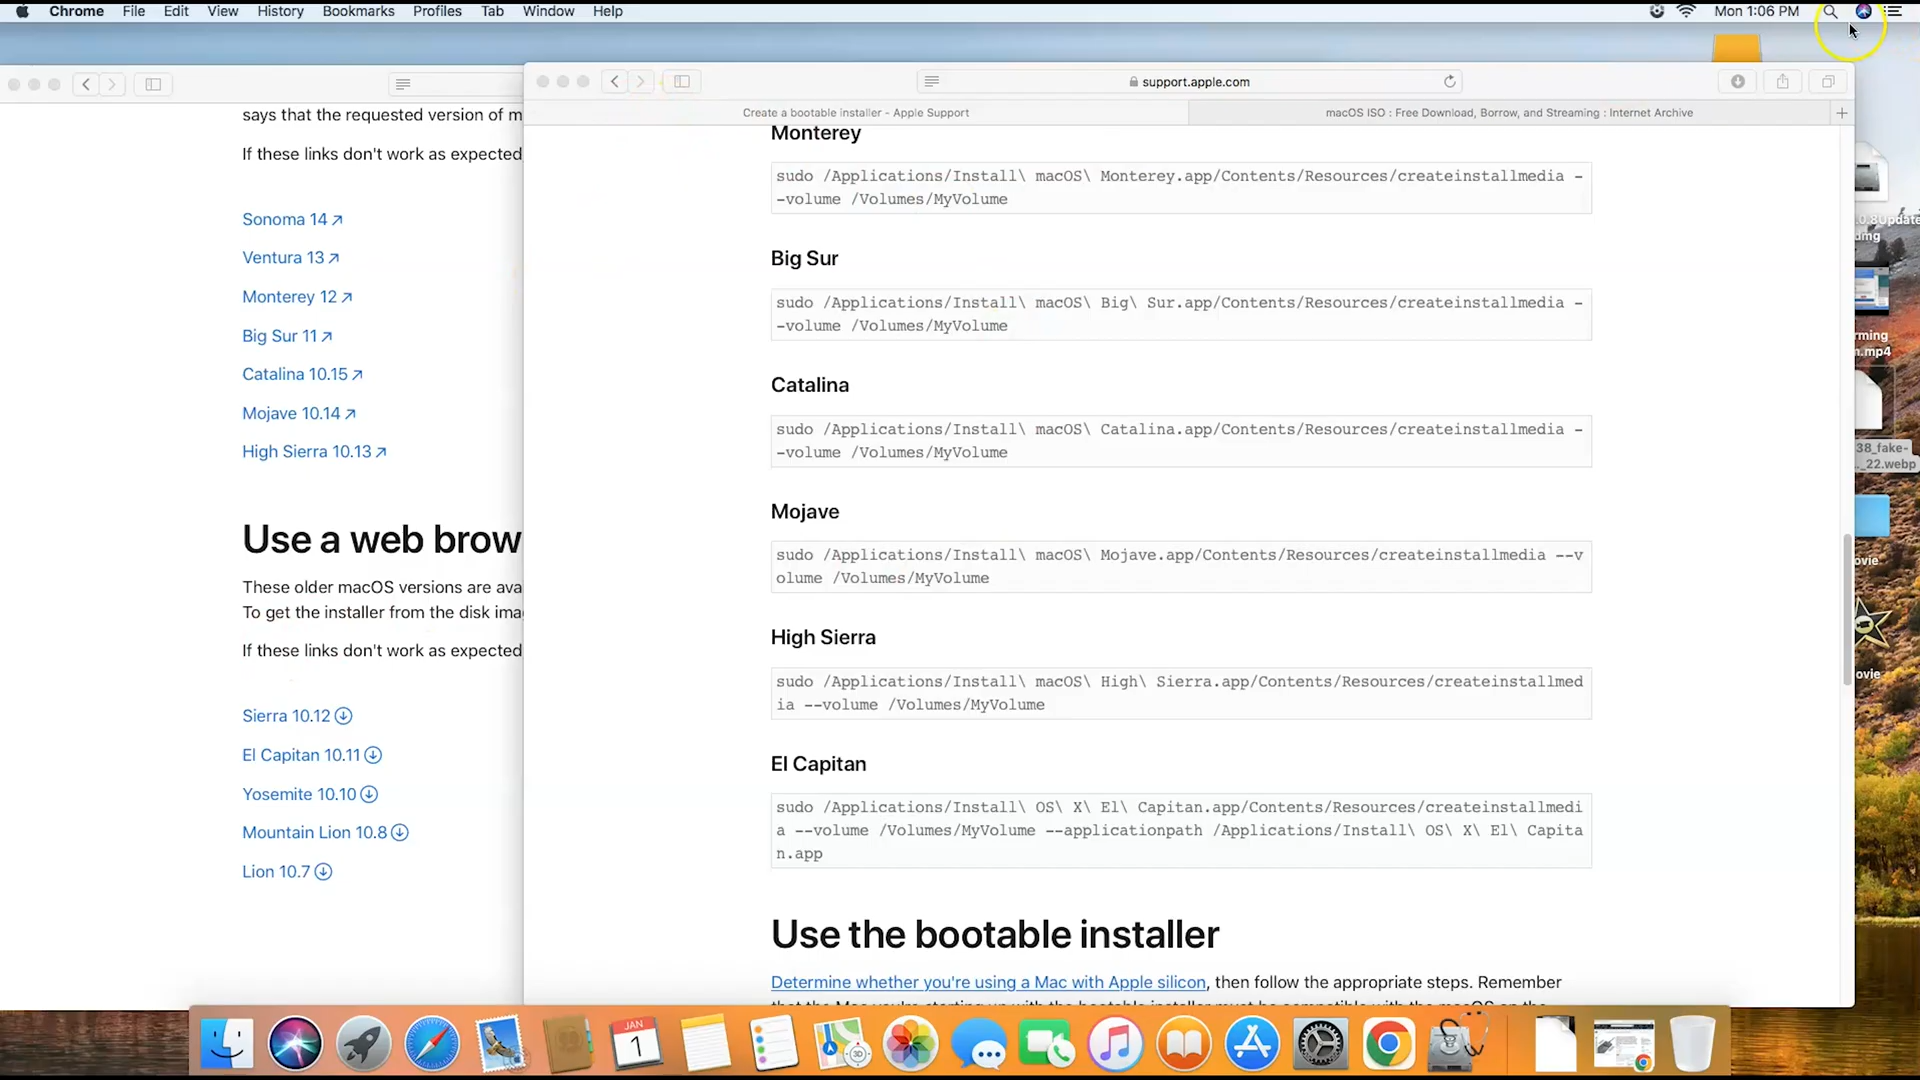 Chrome File Edit View History Bookmarks Profiles Tab Window Help Mon 1:06 PM
says that the requested version of m
If these links don't work as expected
Sonoma 14
Ventura 13
Monterey 12
Big Sur 11
Catalina 10.15
Mojave 10.14
High Sierra 10.13
Use a web brow
These older macOS versions are ava
To get the installer from the disk ima
If these links don't work as expected
Sierra 10.12
El Capitan 10.11
Yosemite 10.10
Mountain Lion 10.8
Lion 10.7
support.apple.com
Create a bootable installer - Apple Support
macOS ISO : Free Download, Borrow, and Streaming : Internet Archive
Monterey
sudo /Applications/Install\ macOS\ Monterey.app/Contents/Resources/createinstallmedia -
-volume /Volumes/MyVolume
Big Sur
sudo /Applications/Install\ macOS\ Big\ Sur.app/Contents/Resources/createinstallmedia -
-volume /Volumes/MyVolume
Catalina
sudo /Applications/Install\ macOS\ Catalina.app/Contents/Resources/createinstallmedia -
-volume /Volumes/MyVolume
Mojave
sudo /Applications/Install\ macOS\ Mojave.app/Contents/Resources/createinstallmedia --v
olume /Volumes/MyVolume
High Sierra
sudo /Applications/Install\ macOS\ High\ Sierra.app/Contents/Resources/createinstallmed
ia --volume /Volumes/MyVolume
El Capitan
sudo /Applications/Install\ OS\ X\ El\ Capitan.app/Contents/Resources/createinstallmedi
a --volume /Volumes/MyVolume --applicationpath /Applications/Install\ OS\ X\ El\ Capita
n.app
Use the bootable installer
Determine whether you're using a Mac with Apple silicon, then follow the appropriate steps. Remember
.0.8Update
dmg
rming
n.mp4
38_fake-
..._22.webp
ovie
ovie
JAN
1
3D